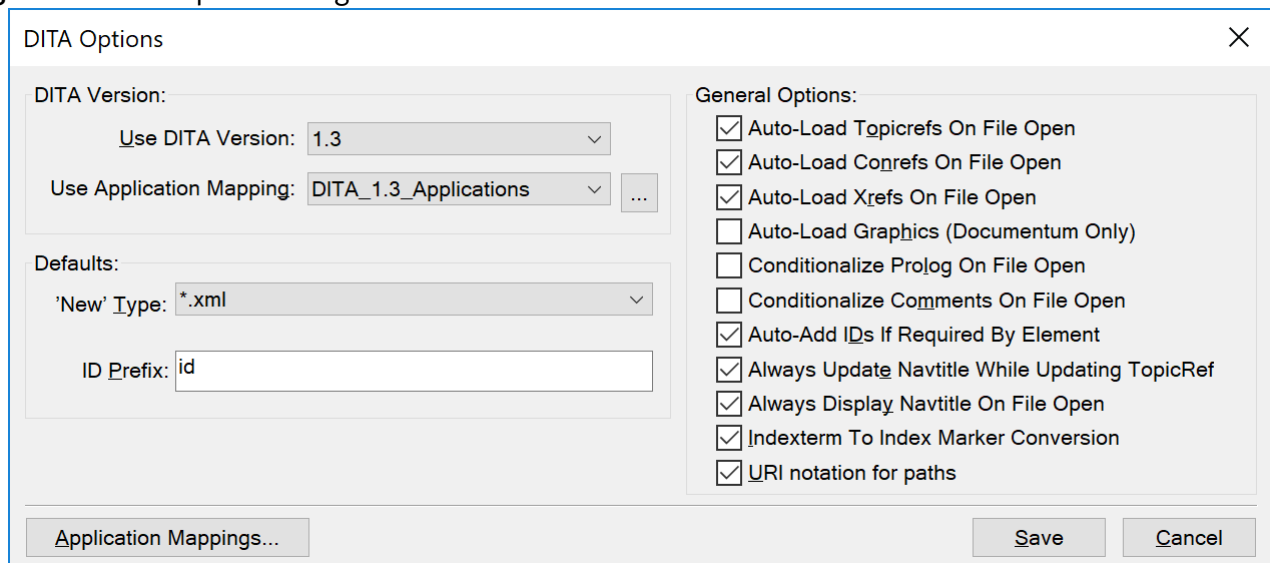 DITA Options
DITA Version:
Use DITA Version: 1.3
Use Application Mapping: DITA_1.3_Applications ...
Defaults:
'New' Type: *.xml
ID Prefix: id
General Options:
Auto-Load Topicrefs On File Open
Auto-Load Conrefs On File Open
Auto-Load Xrefs On File Open
Auto-Load Graphics (Documentum Only)
Conditionalize Prolog On File Open
Conditionalize Comments On File Open
Auto-Add IDs If Required By Element
Always Update Navtitle While Updating TopicRef
Always Display Navtitle On File Open
Indexterm To Index Marker Conversion
URI notation for paths
Application Mappings... Save Cancel